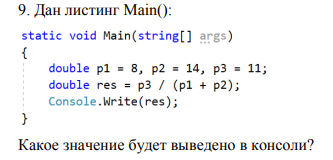 9. Дан листинг Main():
static void Main(string[] args)
{
double p1 = 8, p2 = 14, p3 = 11;
double res = p3 / (p1 + p2);
Console.Write(res);
}
Какое значение будет выведено в консоли?